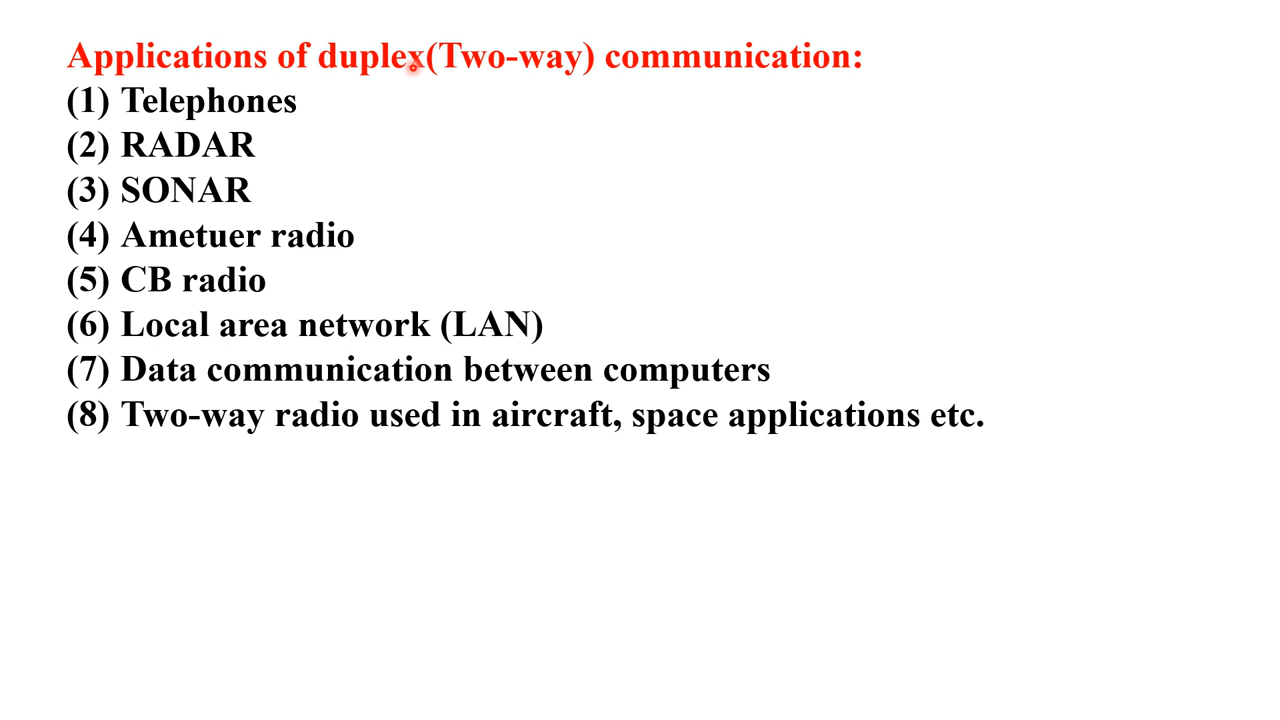 Applications of duplex(Two-way) communication:
(1) Telephones
(2) RADAR
(3) SONAR
(4) Ametuer radio
(5) CB radio
(6) Local area network (LAN)
(7) Data communication between computers
(8) Two-way radio used in aircraft, space applications etc.